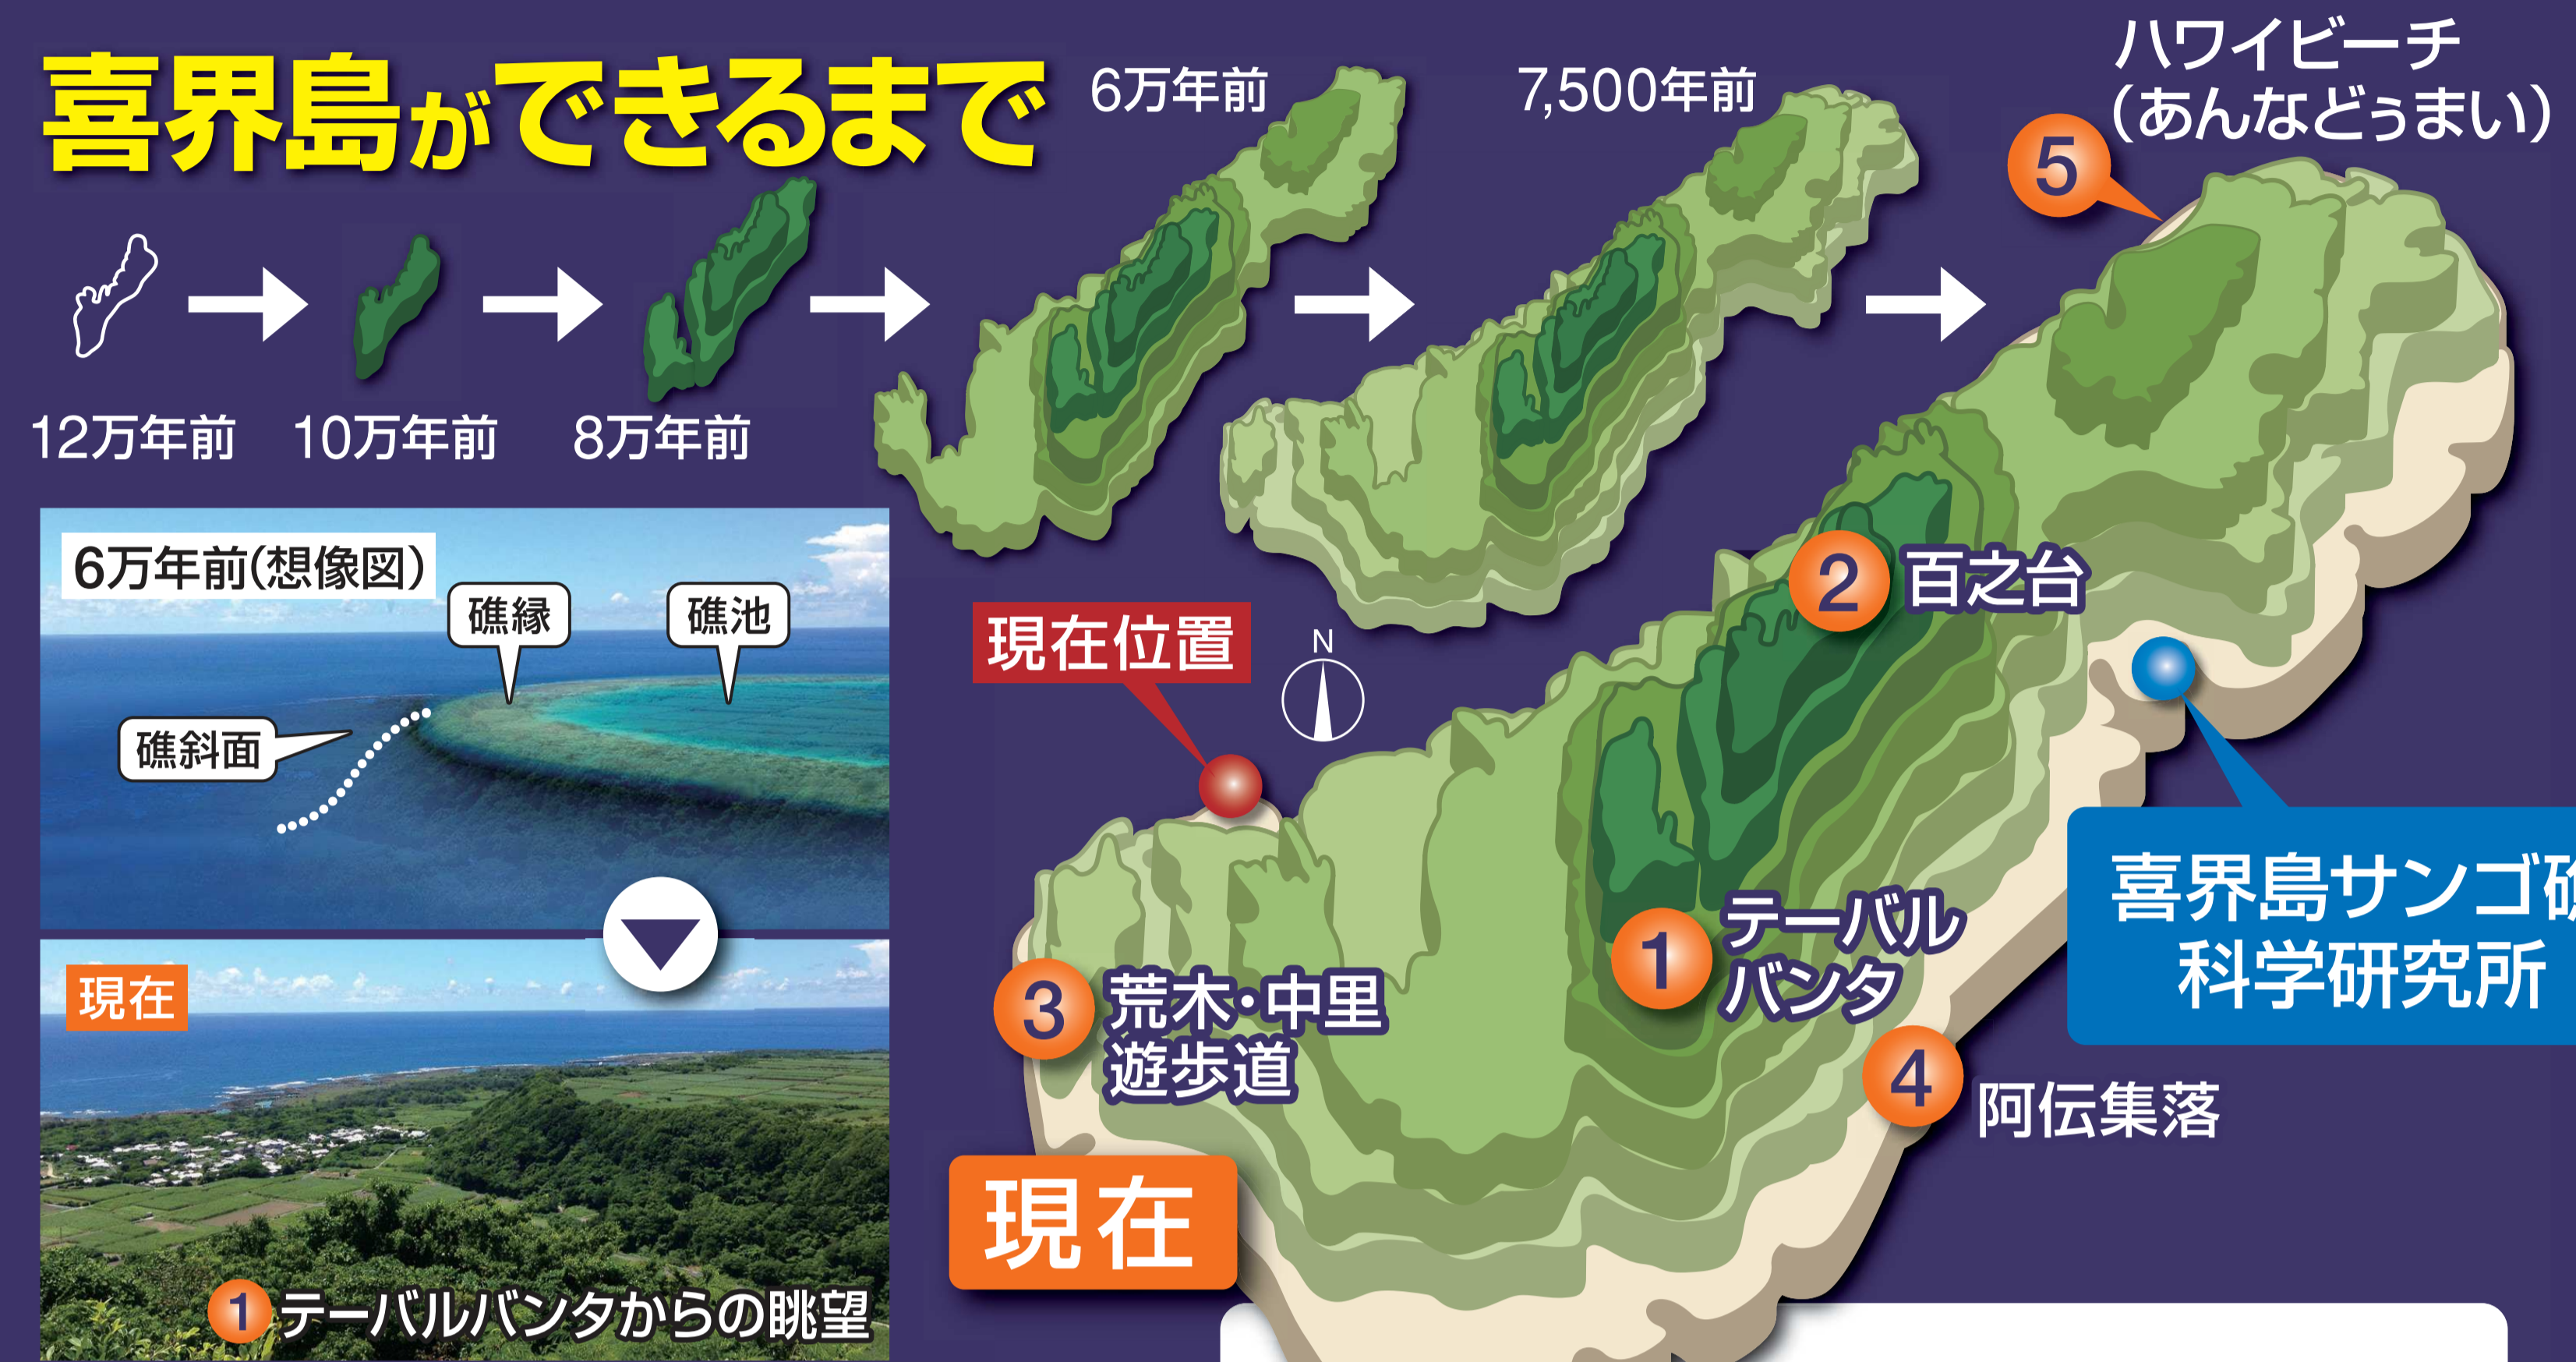 喜界島ができるまで
12万年前
10万年前
8万年前
6万年前
7,500年前
ハワイビーチ
（あんなどぅまい）
5
6万年前(想像図)
礁縁
礁池
礁斜面
現在
1 テーバルバンタからの眺望
現在位置
N
2 百之台
喜界島サンゴ礁
科学研究所
1 テーバル
バンタ
3 荒木・中里
遊歩道
4 阿伝集落
現在